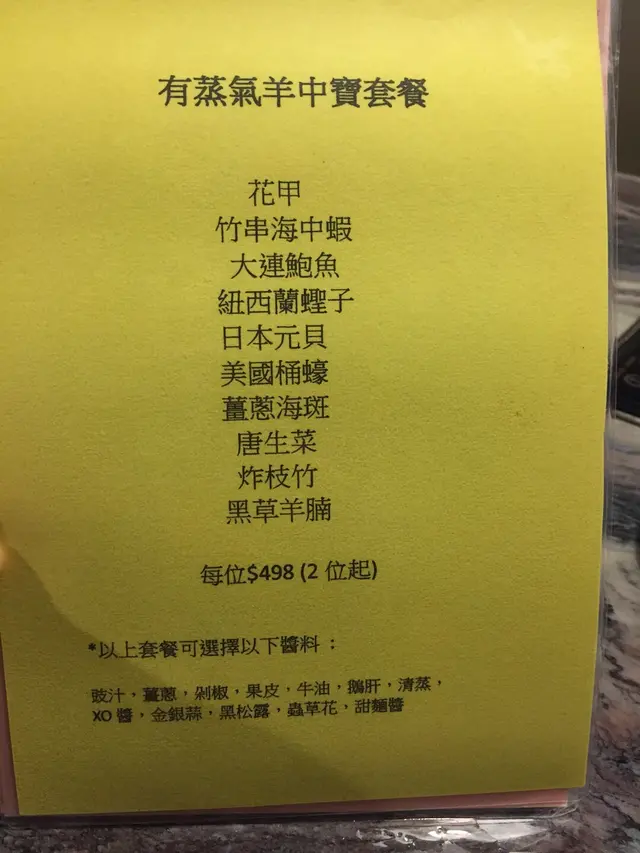 有蒸氣羊中寶套餐
花甲
竹串海中蝦
大連鮑魚
紐西蘭蟶子
日本元貝
美國桶蠔
薑蔥海斑
唐生菜
炸枝竹
黑草羊腩
每位$498 (2 位起)
*以上套餐可選擇以下醬料：
豉汁，薑蔥，剁椒，果皮，牛油，鵝肝，清蒸，
XO 醬，金銀蒜，黑松露，蟲草花，甜麵醬